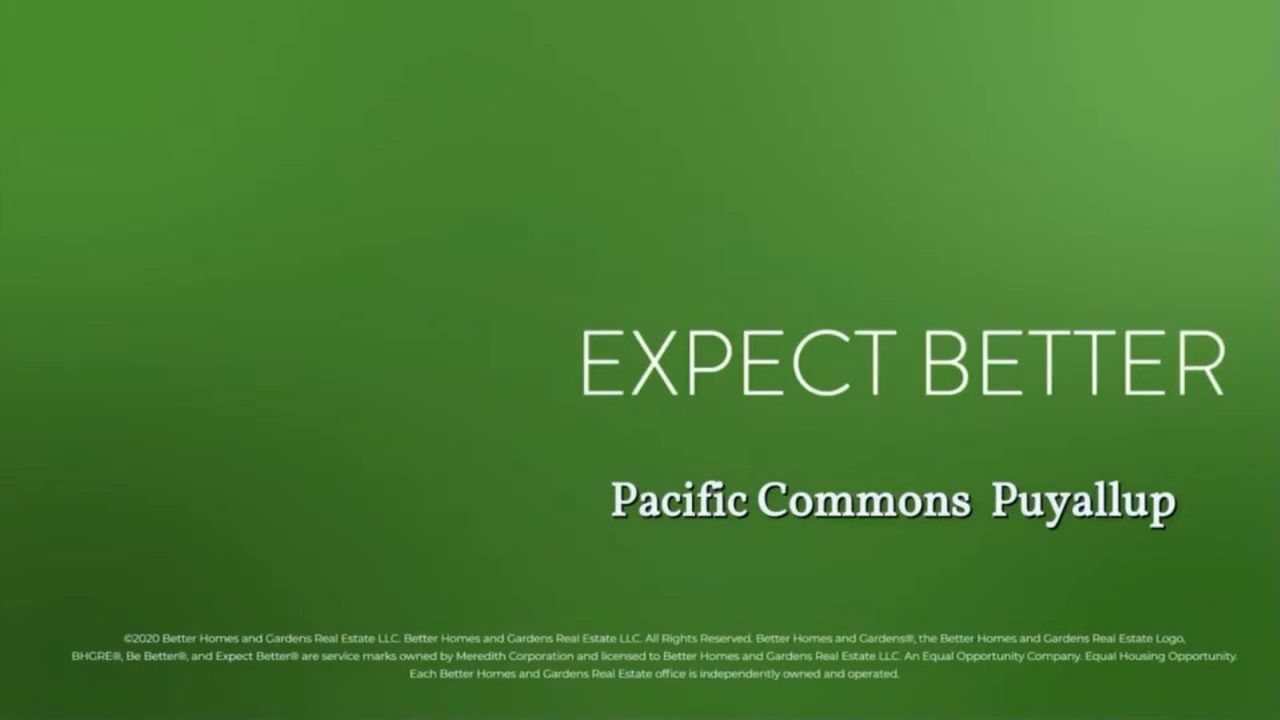 EXPECT BETTER
Pacific Commons Puyallup
©2020 Better Homes and Gardens Real Estate LLC. Better Homes and Gardens Real Estate LLC. All Rights Reserved. Better Homes and Gardens®, the Better Homes and Gardens Real Estate Logo,
BHGRE®, Be Better®, and Expect Better® are service marks owned by Meredith Corporation and licensed to Better Homes and Gardens Real Estate LLC. An Equal Opportunity Company. Equal Housing Opportunity.
Each Better Homes and Gardens Real Estate office is independently owned and operated.